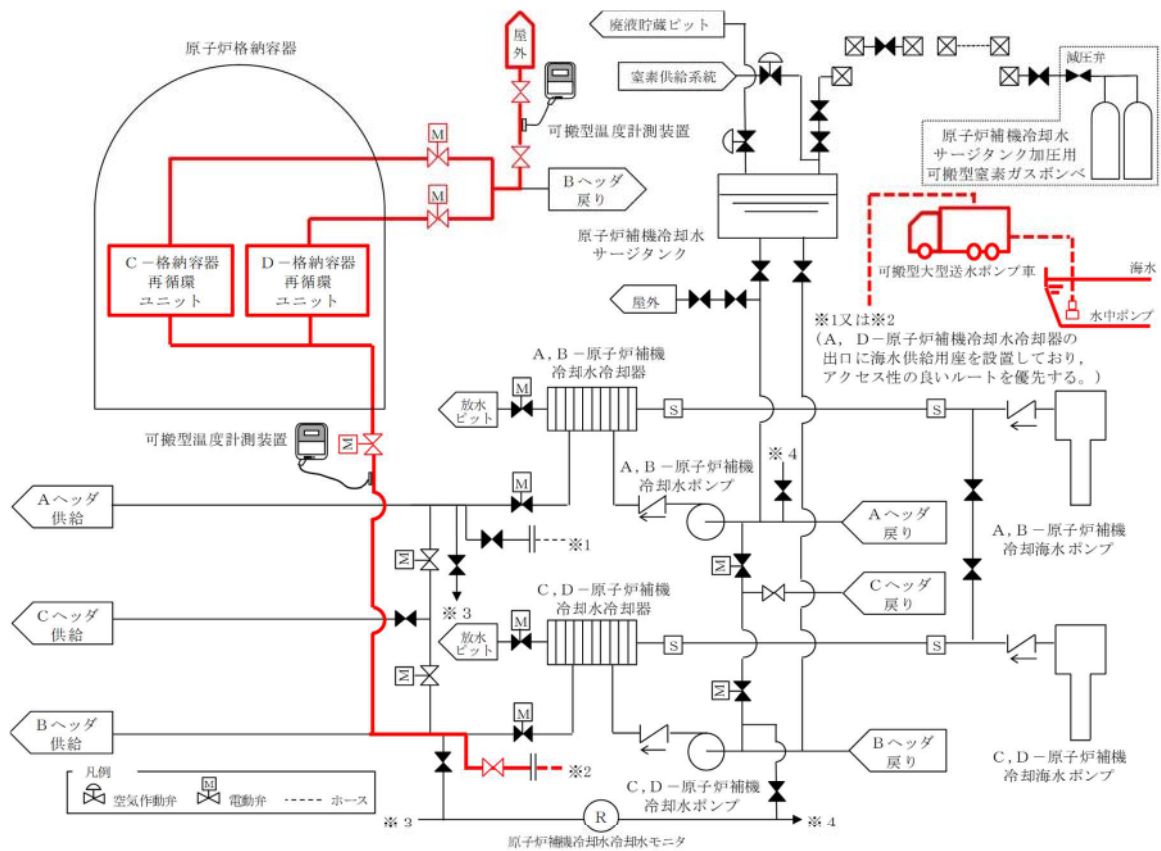 原子炉格納容器
屋
外
可搬型温度計測装置
M
M
Bヘッダ
戻り
C－格納容器
再循環
ユニット
D－格納容器
再循環
ユニット
廃液貯蔵ピット
窒素供給系統
減圧弁
原子炉補機冷却水
サージタンク加圧用
可搬型窒素ガスボンベ
原子炉補機冷却水
サージタンク
屋外
可搬型大型送水ポンプ車
海水
水中ポンプ
※1又は※2
（A，D－原子炉補機冷却水冷却器の
出口に海水供給用座を設置しており，
アクセス性の良いルートを優先する。）
A,B－原子炉補機
冷却水冷却器
放水
ピット
M
S
S
可搬型温度計測装置
M
※4
A,B－原子炉補機
冷却水ポンプ
Aヘッダ
供給
M
※1
Aヘッダ
戻り
A,B－原子炉補機
冷却海水ポンプ
M
M
※3
C,D－原子炉補機
冷却水冷却器
Cヘッダ
戻り
Cヘッダ
供給
放水
ピット
M
S
S
M
M
Bヘッダ
供給
M
Bヘッダ
戻り
C,D－原子炉補機
冷却海水ポンプ
※2
C,D－原子炉補機
冷却水ポンプ
凡例
空気作動弁
M
電動弁
ホース
※3
R
※4
原子炉補機冷却水冷却水モニタ